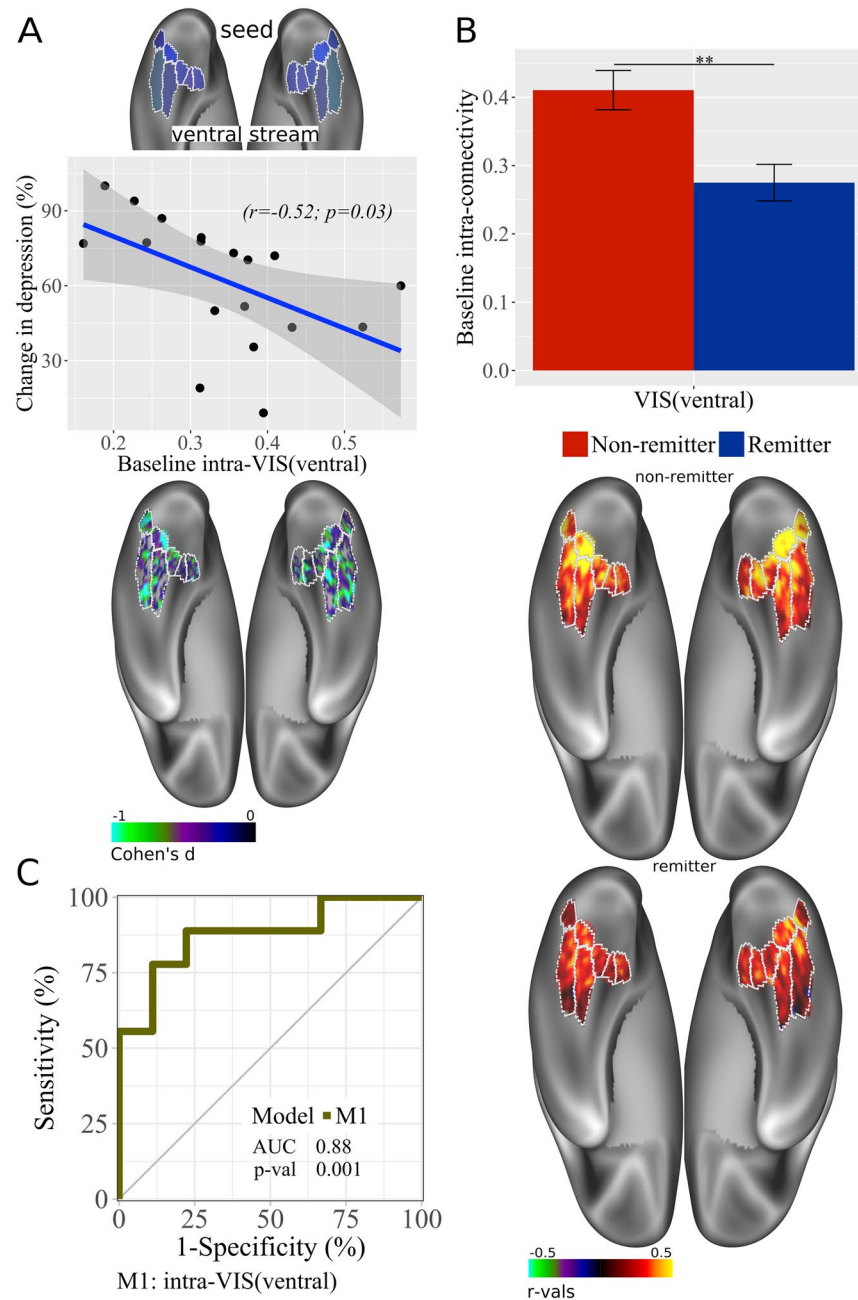 A
seed
ventral stream
Change in depression (%)
90
60
30
(r=-0.52; p=0.03)
0.2
0.3
0.4
0.5
Baseline intra-VIS(ventral)
-1
0
Cohen's d
B
Baseline intra-connectivity
0.4
0.3
0.2
0.1
0.0
**
VIS(ventral)
Non-remitter Remitter
non-remitter
remitter
-0.5
0.5
r-vals
C
Sensitivity (%)
100
75
50
25
0
Model M1
AUC 0.88
p-val 0.001
0
25
50
75
100
1-Specificity (%)
M1: intra-VIS(ventral)